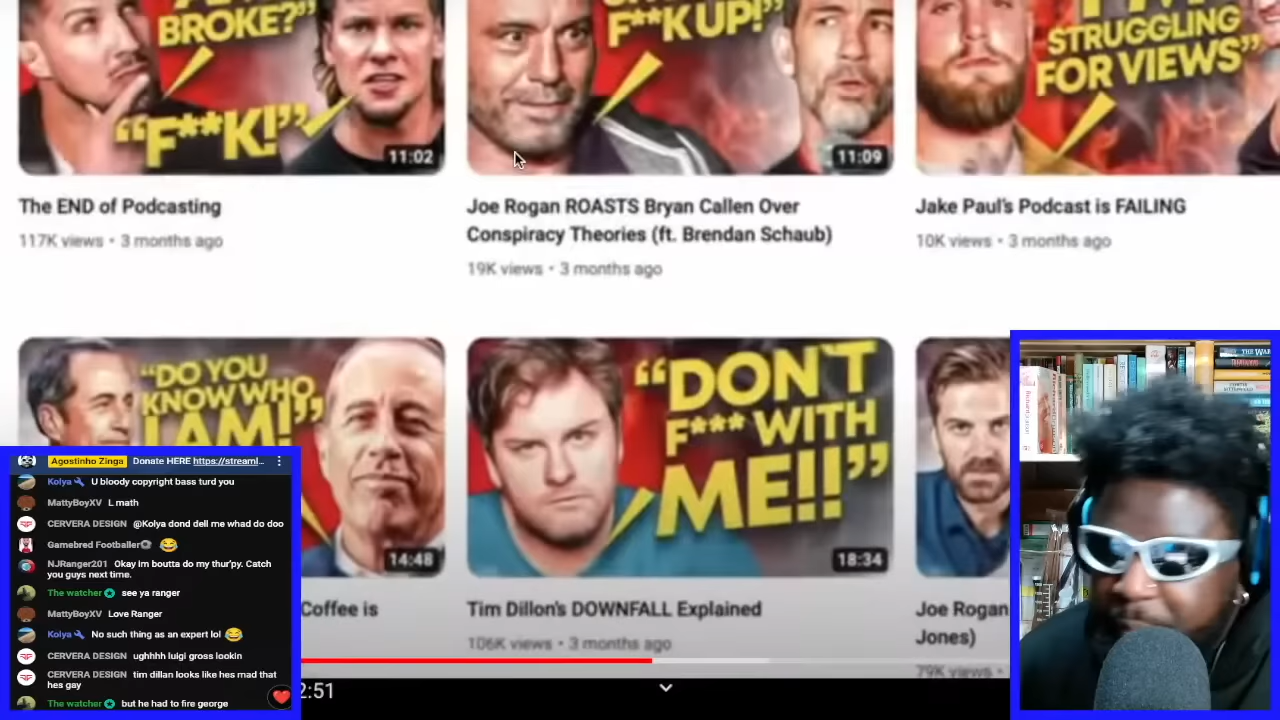 BROKE?”
“F**K!”
11:02
F**K UP!”
11:09
STRUGGLING
FOR VIEWS”
The END of Podcasting
117K views • 3 months ago
Joe Rogan ROASTS Bryan Callen Over
Conspiracy Theories (ft. Brendan Schaub)
19K views • 3 months ago
Jake Paul's Podcast is FAILING
10K views • 3 months ago
“DO YOU
KNOW WHO
I AM!”
14:48
“DON'T
F*** WITH
ME!!”
18:34
Coffee is
Tim Dillon's DOWNFALL Explained
106K views • 3 months ago
Joe Rogan
Jones)
79K views
2:51
Agostinho Zinga Donate HERE https://streaml...
Kolya U bloody copyright bass turd you
MattyBoyXV L math
CERVERA DESIGN @Kolya dond dell me whad do doo
Gamebred Footballer
NJRanger201 Okay im boutta do my thur'py. Catch
you guys next time.
The watcher see ya ranger
MattyBoyXV Love Ranger
Kolya No such thing as an expert lol
CERVERA DESIGN ughhhh luigi gross lookin
CERVERA DESIGN tim dillan looks like hes mad that
hes gay
The watcher but he had to fire george